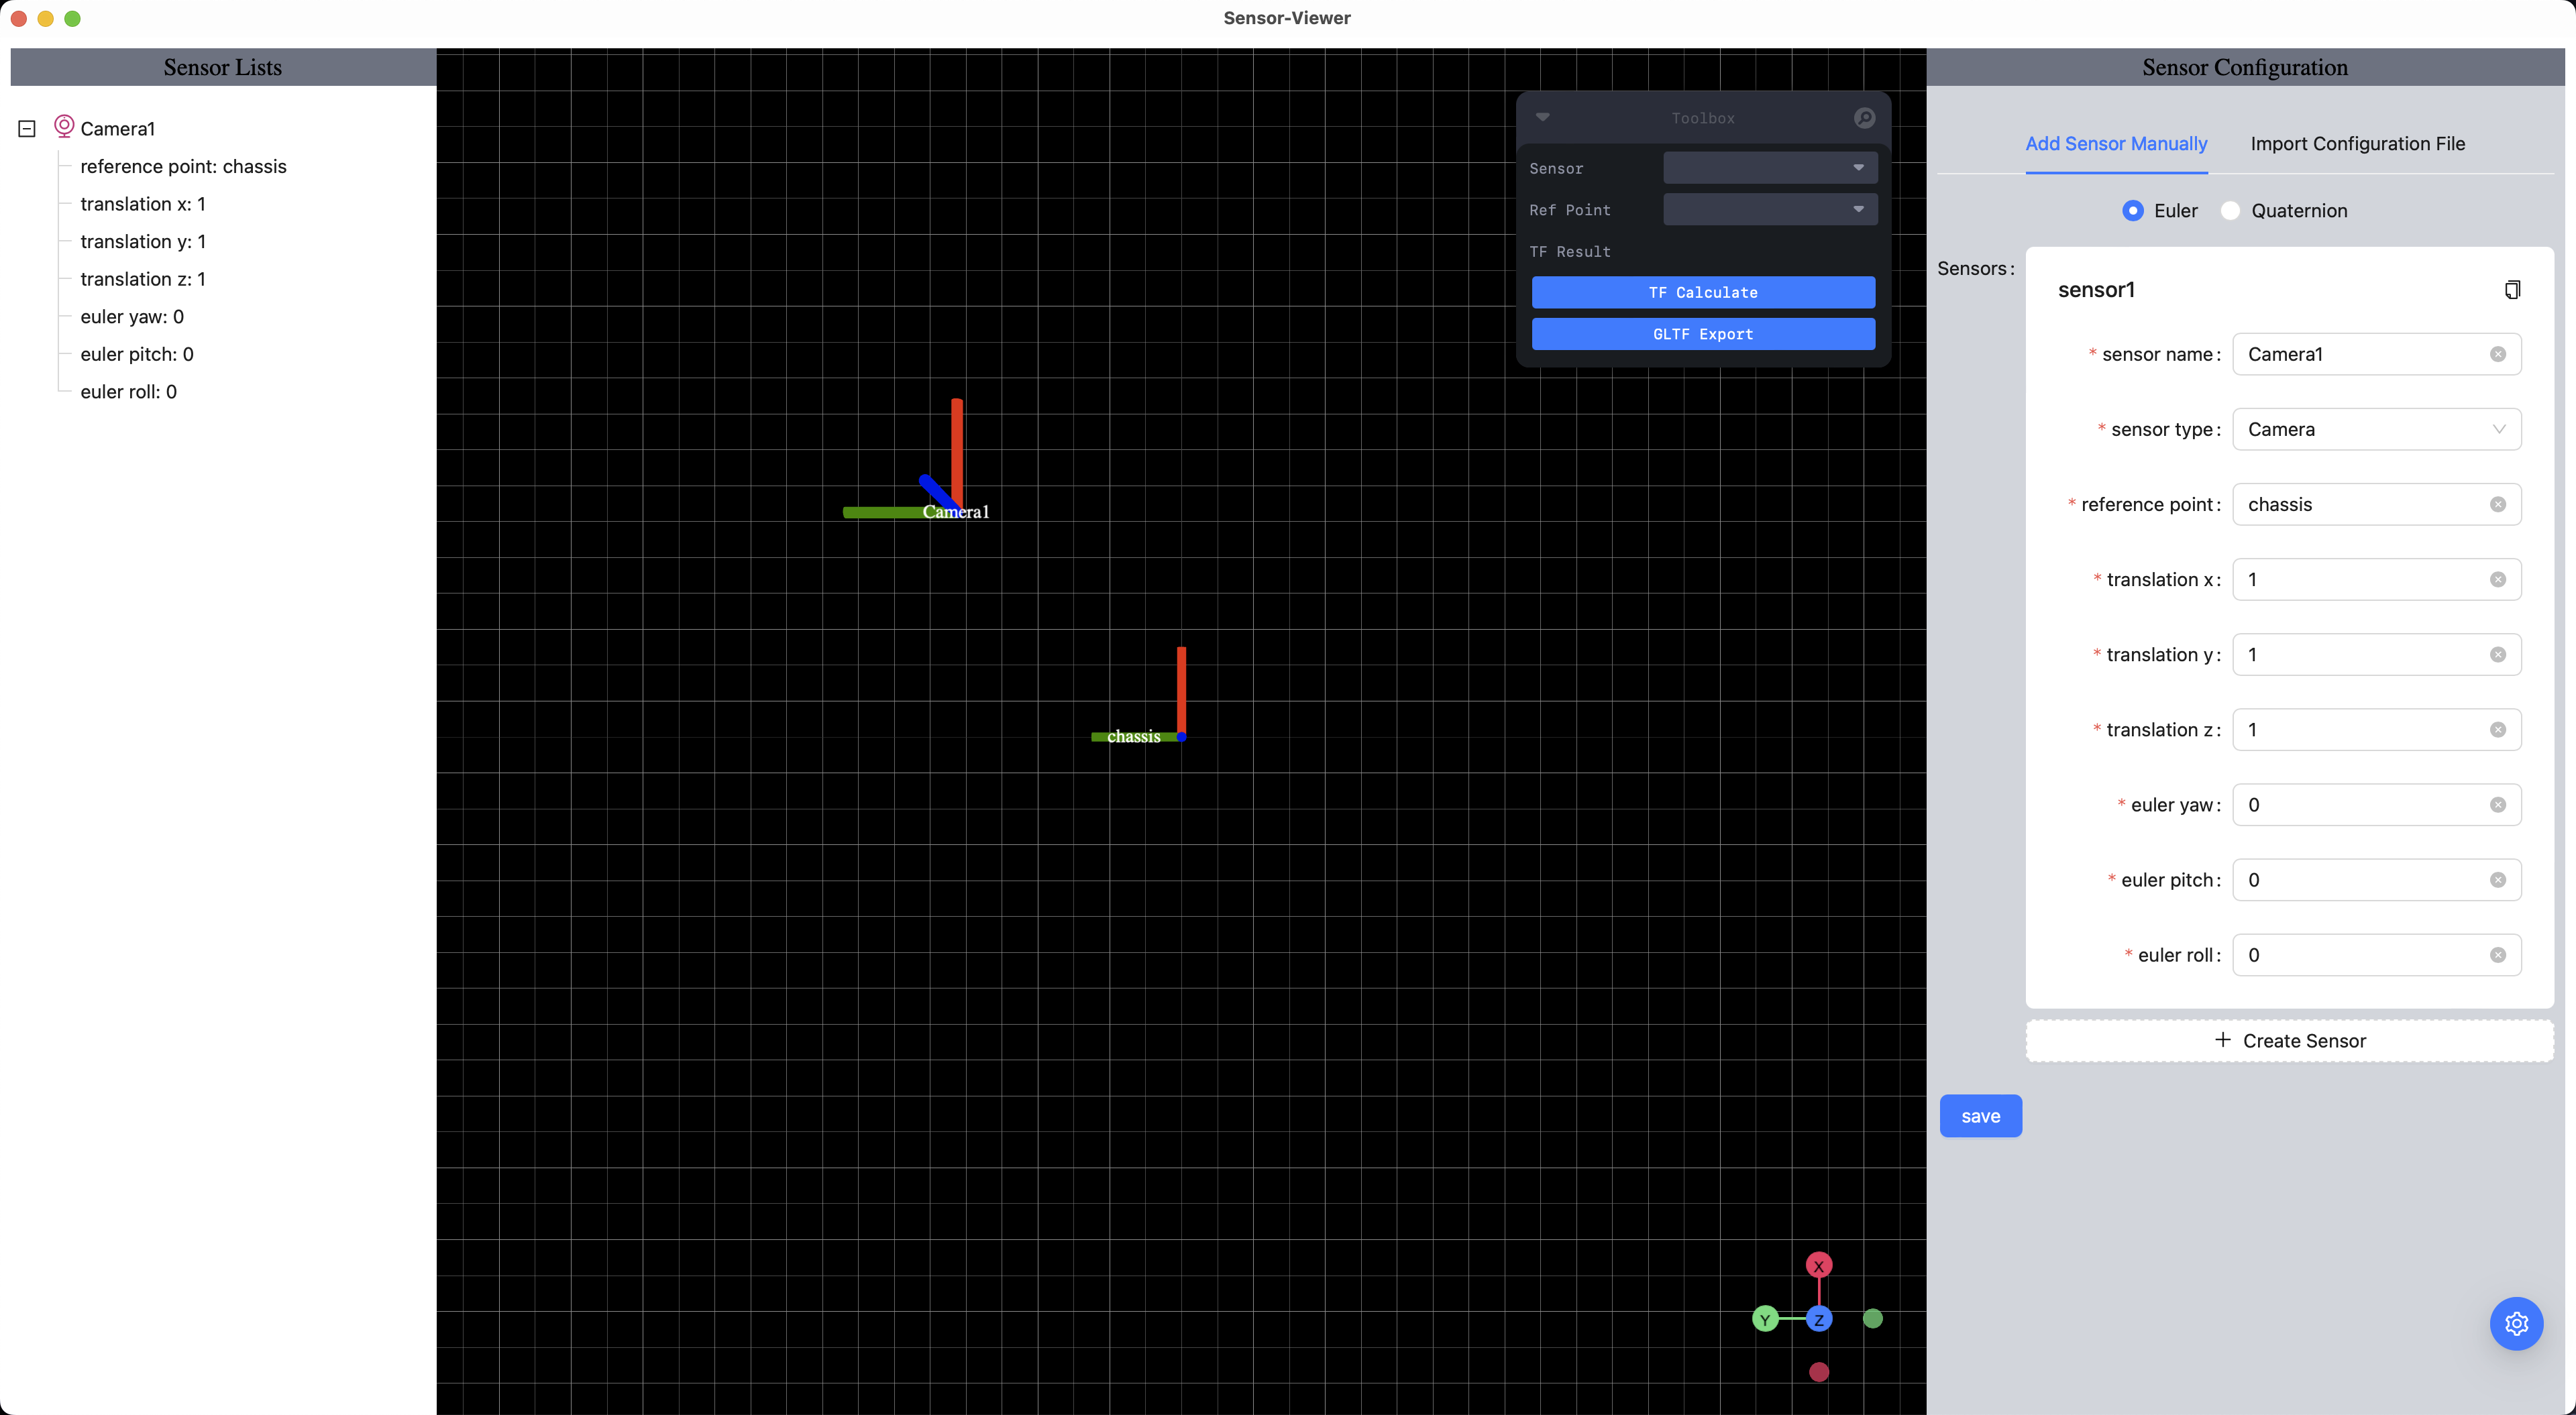 Sensor-Viewer
Sensor Lists
Camera1
reference point: chassis
translation x: 1
translation y: 1
translation z: 1
euler yaw: 0
euler pitch: 0
euler roll: 0
Camera1
chassis
Toolbox
Sensor
Ref Point
TF Result
TF Calculate
GLTF Export
X
Y
Z
Sensor Configuration
Add Sensor Manually Import Configuration File
Euler Quaternion
Sensors:
sensor1
* sensor name: Camera1
* sensor type: Camera
* reference point: chassis
* translation x: 1
* translation y: 1
* translation z: 1
* euler yaw: 0
* euler pitch: 0
* euler roll: 0
+ Create Sensor
save